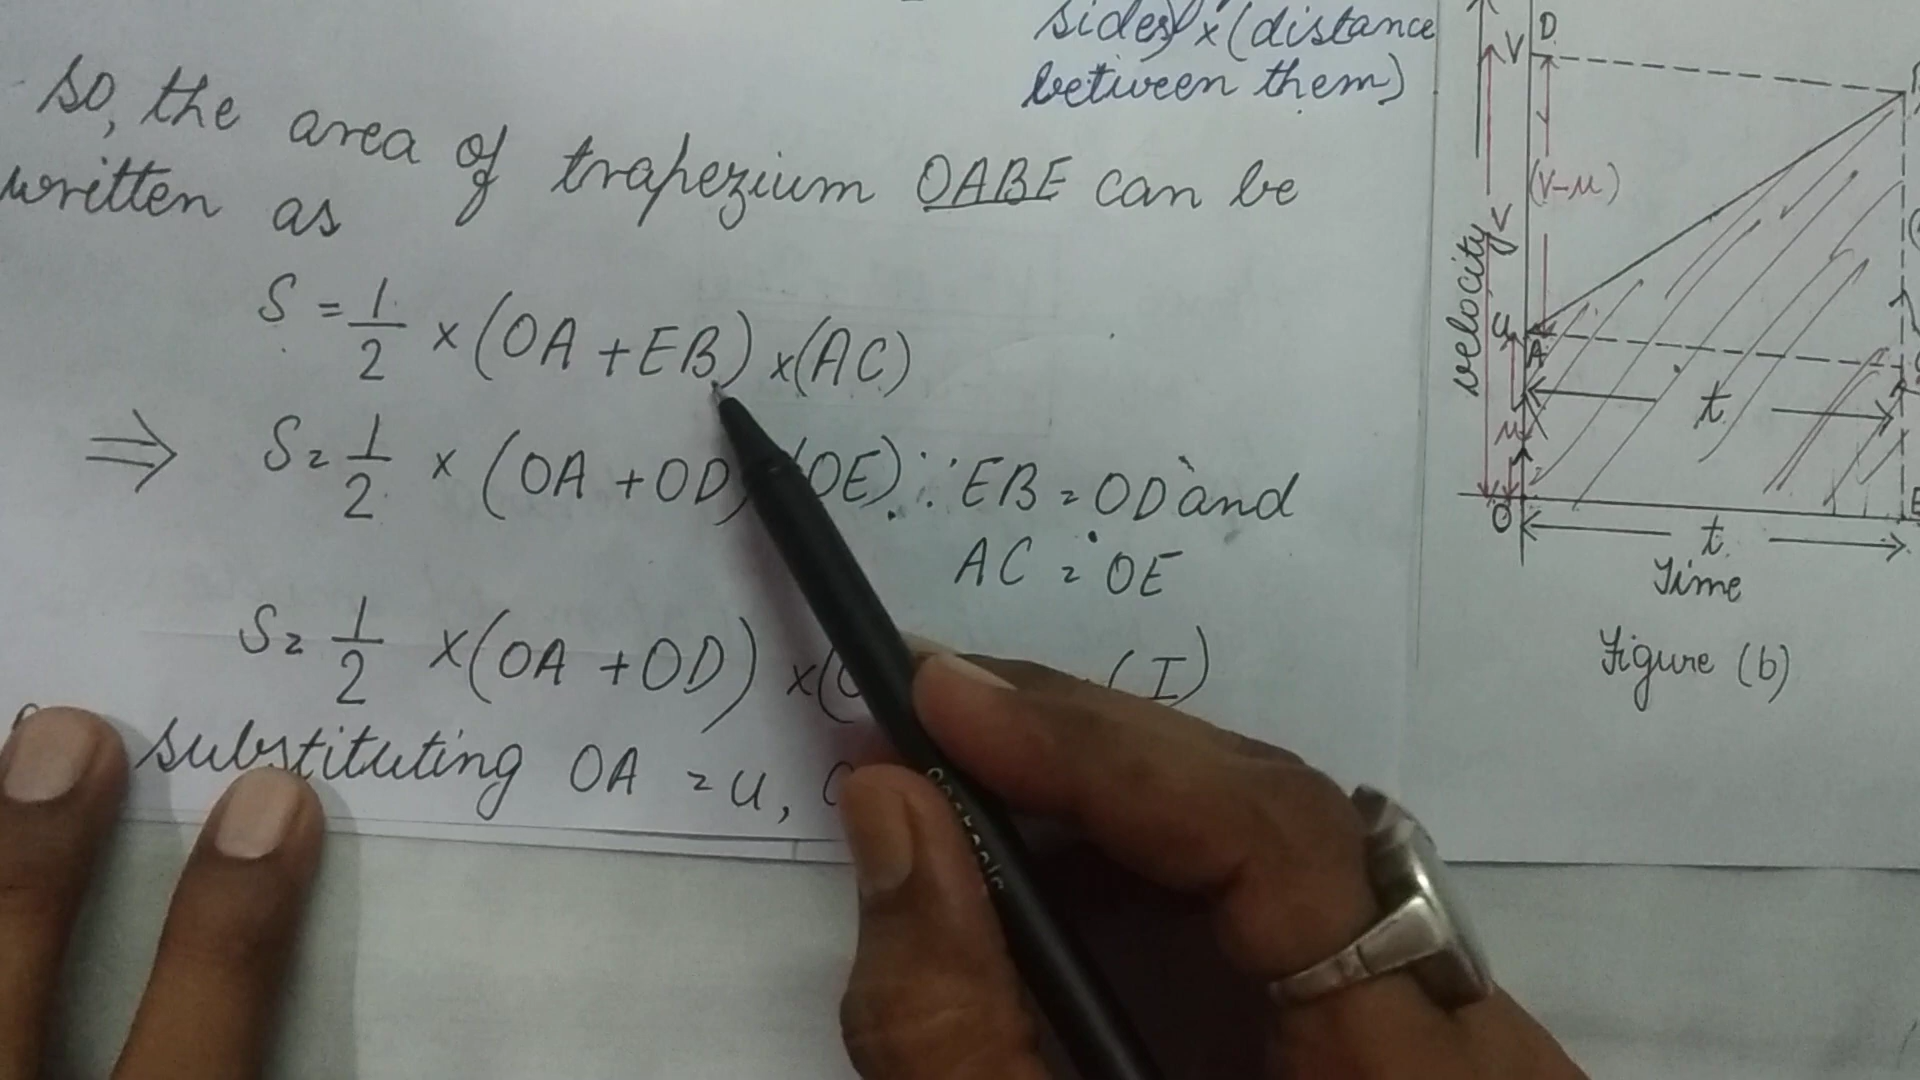 sides) × (distance
between them)
so, the area of trapezium OABE can be
written as
S = 1/2 × (OA + EB) × (AC)
⇒ S = 1/2 × (OA + OD) (OE) ∵ EB = OD and
AC = OE
S = 1/2 × (OA + OD) × ( (I)
substituting OA = u,
D
V
(V-u)
velocity
V
u
A
t
u
O
E
t
Time
Figure (b)